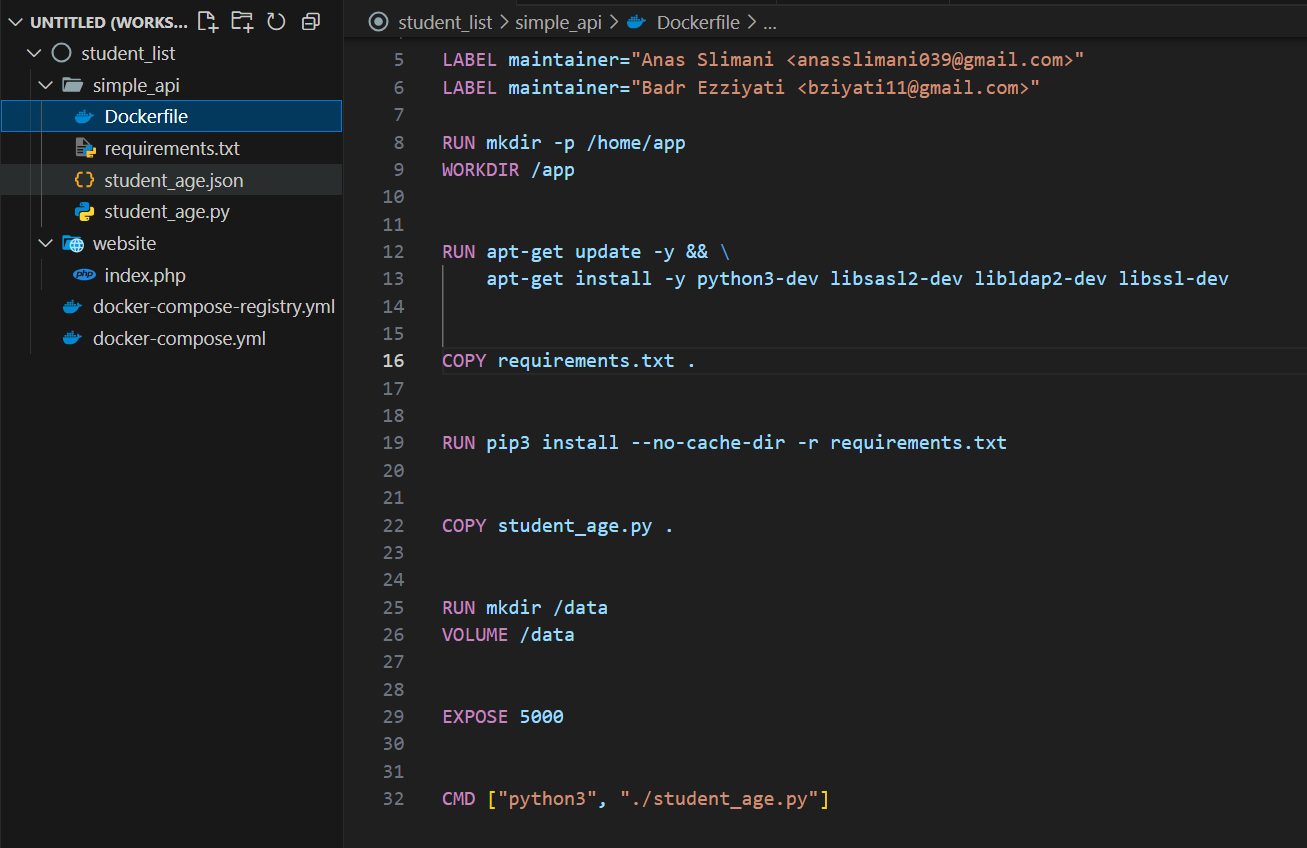 UNTITLED (WORKS...
student_list
simple_api
Dockerfile
requirements.txt
student_age.json
student_age.py
website
index.php
docker-compose-registry.yml
docker-compose.yml
student_list > simple_api > Dockerfile > ...
5 LABEL maintainer="Anas Slimani <anasslimani039@gmail.com>"
6 LABEL maintainer="Badr Ezziyati <bziyati11@gmail.com>"
7
8 RUN mkdir -p /home/app
9 WORKDIR /app
10
11
12 RUN apt-get update -y && \
13 apt-get install -y python3-dev libsasl2-dev libldap2-dev libssl-dev
14
15
16 COPY requirements.txt .
17
18
19 RUN pip3 install --no-cache-dir -r requirements.txt
20
21
22 COPY student_age.py .
23
24
25 RUN mkdir /data
26 VOLUME /data
27
28
29 EXPOSE 5000
30
31
32 CMD ["python3", "./student_age.py"]